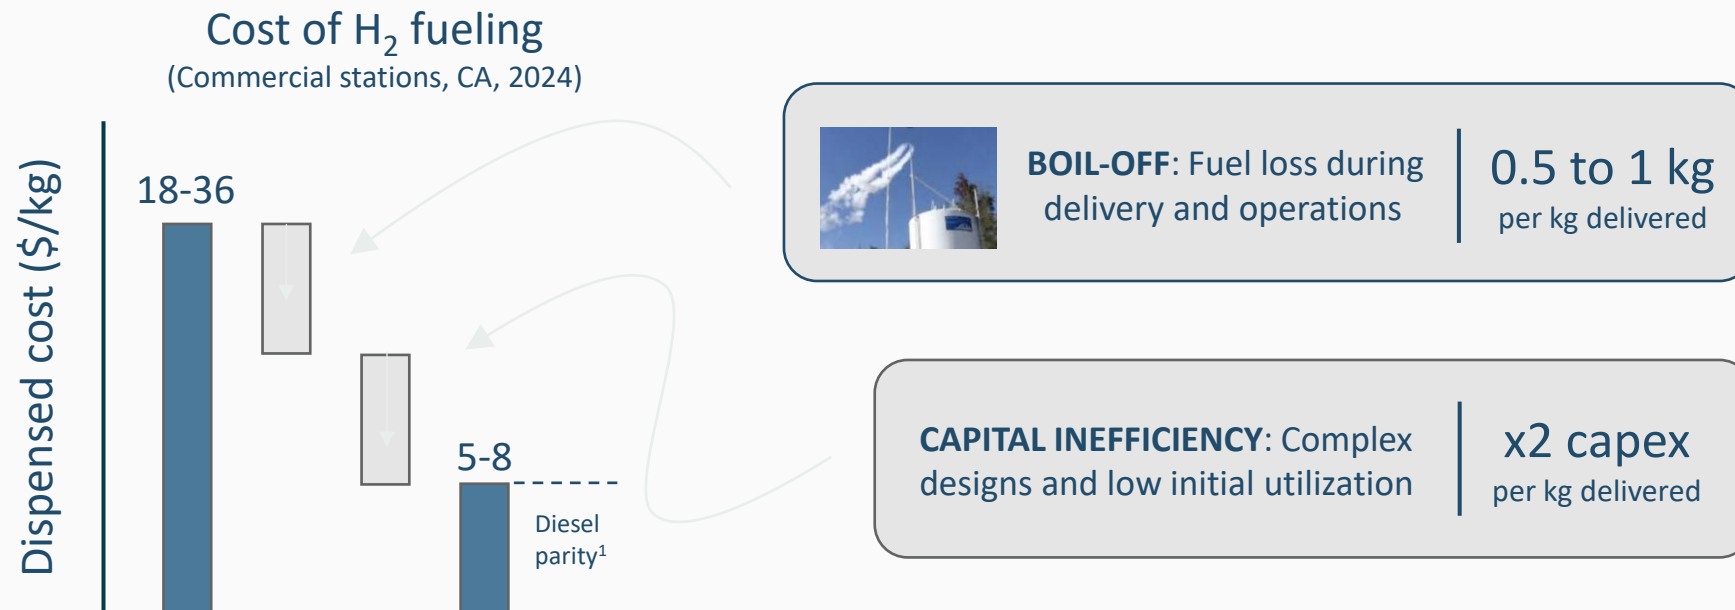 Cost of H₂ fueling
(Commercial stations, CA, 2024)
Dispensed cost ($/kg)
18-36
5-8
Diesel
parity¹
BOIL-OFF: Fuel loss during
delivery and operations
0.5 to 1 kg
per kg delivered
CAPITAL INEFFICIENCY: Complex
designs and low initial utilization
x2 capex
per kg delivered